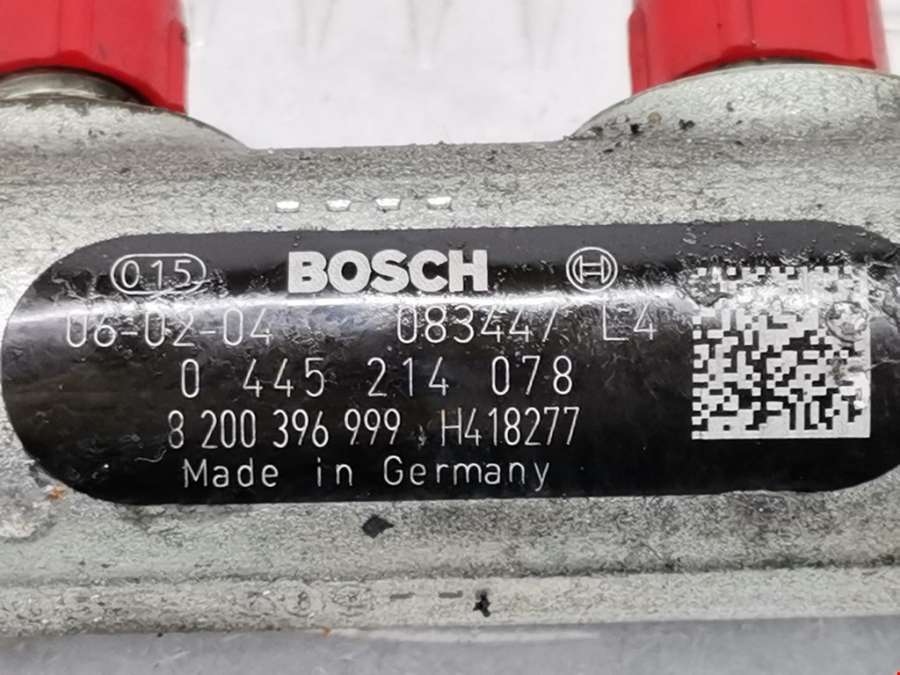 015 BOSCH
06-02-04 083447 L4
0 445 214 078
8 200 396 999 H418277
Made in Germany